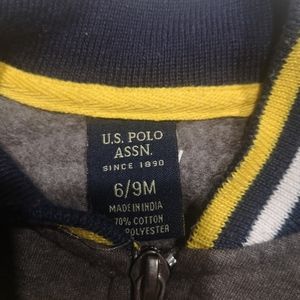 U.S. POLO
ASSN.
SINCE 1890
6/9M
MADE IN INDIA
70% COTTON
POLYESTER